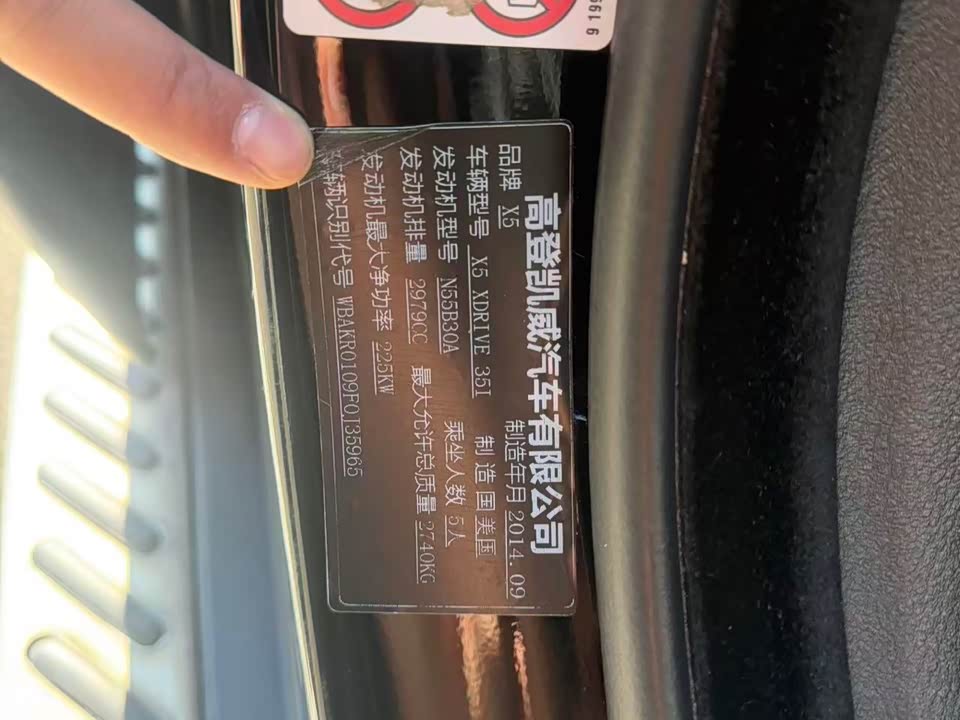 高登凯威汽车有限公司
品牌 X5 制造年月 2014.09
车辆型号 X5 XDRIVE 35I 制造国 美国
发动机型号 N55B30A 乘坐人数 5人
发动机排量 2979CC 最大允许总质量 2740KG
发动机最大净功率 225KW
车辆识别代号 WBAKR0109F0135965